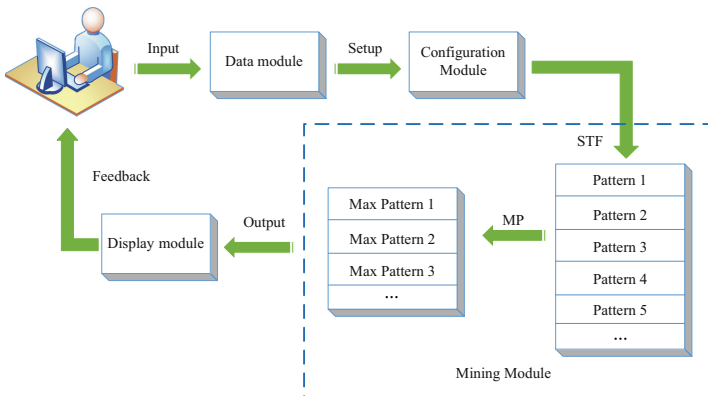 Input
Data module
Setup
Configuration
Module
STF
Pattern 1
Pattern 2
Pattern 3
Pattern 4
Pattern 5
...
MP
Max Pattern 1
Max Pattern 2
Max Pattern 3
...
Mining Module
Output
Display module
Feedback